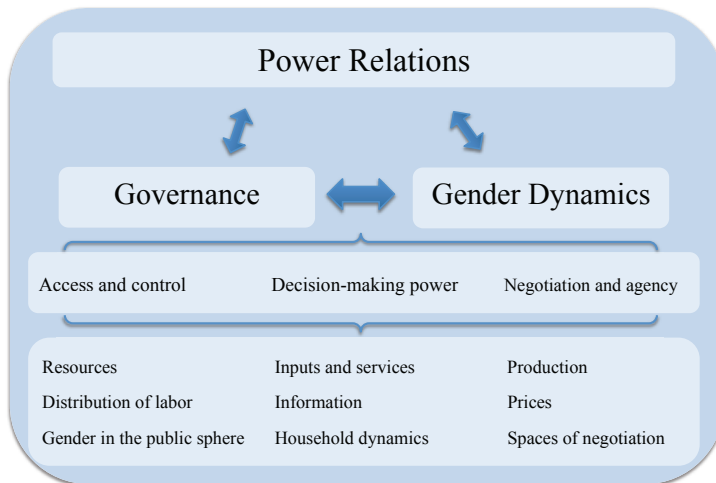 Power Relations
Governance
Gender Dynamics
Access and control
Decision-making power
Negotiation and agency
Resources
Inputs and services
Production
Distribution of labor
Information
Prices
Gender in the public sphere
Household dynamics
Spaces of negotiation